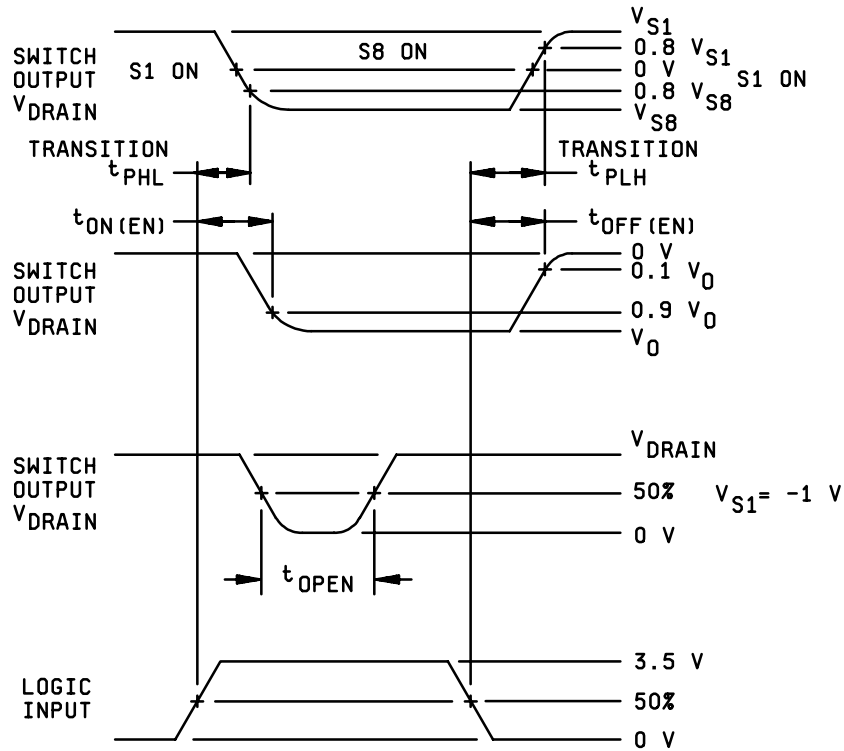 V S1
0.8 V S1
SWITCH OUTPUT V DRAIN
S1 ON
S8 ON
0 V
S1 ON
0.8 V S8
V S8
TRANSITION t PHL
TRANSITION t PLH
t ON(EN)
t OFF(EN)
0 V
SWITCH OUTPUT V DRAIN
0.1 V O
0.9 V O
V O
V DRAIN
SWITCH OUTPUT V DRAIN
50%
V S1 = -1 V
0 V
t OPEN
3.5 V
LOGIC INPUT
50%
0 V